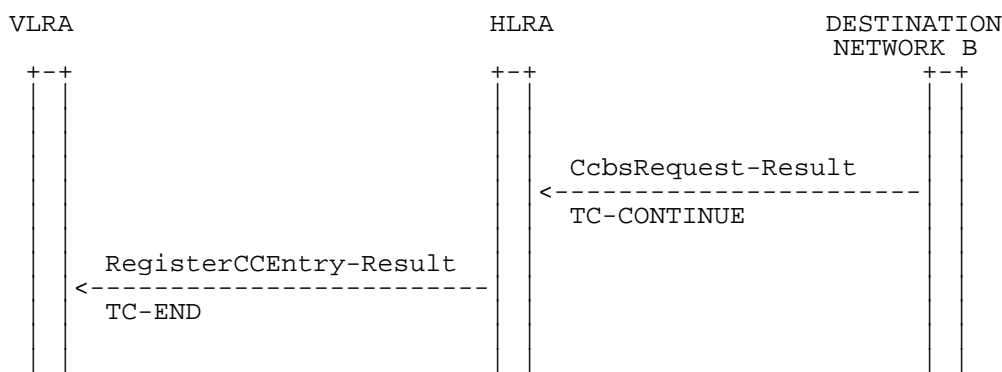 VLRA HLRA DESTINATION
NETWORK B
CcbsRequest-Result
TC-CONTINUE
RegisterCCEntry-Result
TC-END